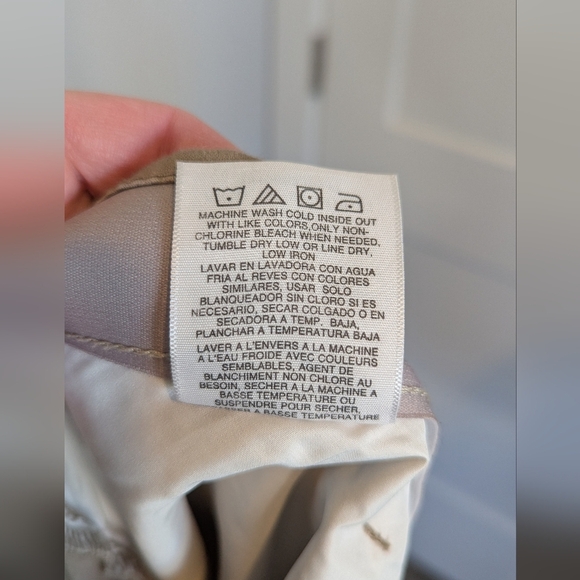 MACHINE WASH COLD INSIDE OUT
WITH LIKE COLORS,ONLY NON-
CHLORINE BLEACH WHEN NEEDED.
TUMBLE DRY LOW OR LINE DRY.
LOW IRON
LAVAR EN LAVADORA CON AGUA
FRIA AL REVES CON COLORES
SIMILARES, USAR SOLO
BLANQUEADOR SIN CLORO SI ES
NECESARIO, SECAR COLGADO O EN
SECADORA A TEMP. BAJA,
PLANCHAR A TEMPERATURA BAJA
LAVER A L'ENVERS A LA MACHINE
A L'EAU FROIDE AVEC COULEURS
SEMBLABLES, AGENT DE
BLANCHIMENT NON CHLORE AU
BESOIN, SECHER A LA MACHINE A
BASSE TEMPERATURE OU
SUSPENDRE POUR SECHER,
A BASSE TEMPERATURE